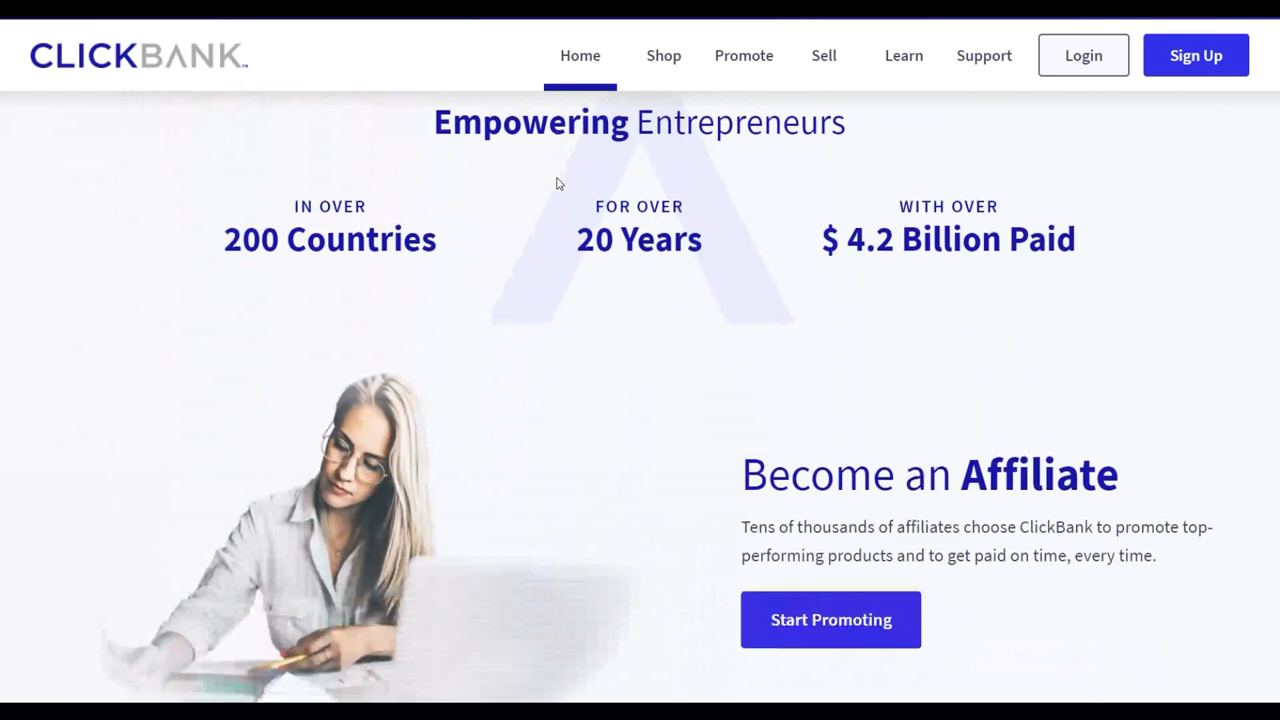 CLICKBANK™
Home Shop Promote Sell Learn Support Login Sign Up
Empowering Entrepreneurs
IN OVER FOR OVER WITH OVER
200 Countries 20 Years $ 4.2 Billion Paid
Become an Affiliate
Tens of thousands of affiliates choose ClickBank to promote top-
performing products and to get paid on time, every time.
Start Promoting